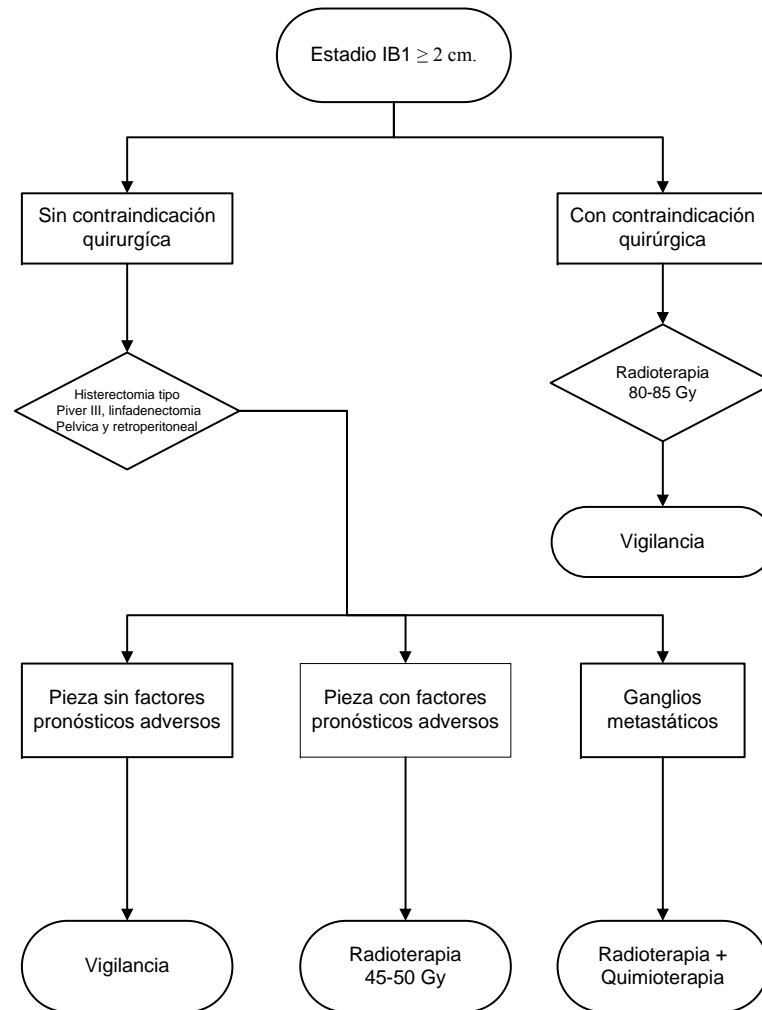 Estadio IB1 ≥ 2 cm.
Sin contraindicación
quirurgíca
Con contraindicación
quirúrgica
Histerectomia tipo
Piver III, linfadenectomia
Pelvica y retroperitoneal
Radioterapia
80-85 Gy
Vigilancia
Pieza sin factores
pronósticos adversos
Pieza con factores
pronósticos adversos
Ganglios
metastáticos
Vigilancia
Radioterapia
45-50 Gy
Radioterapia +
Quimioterapia